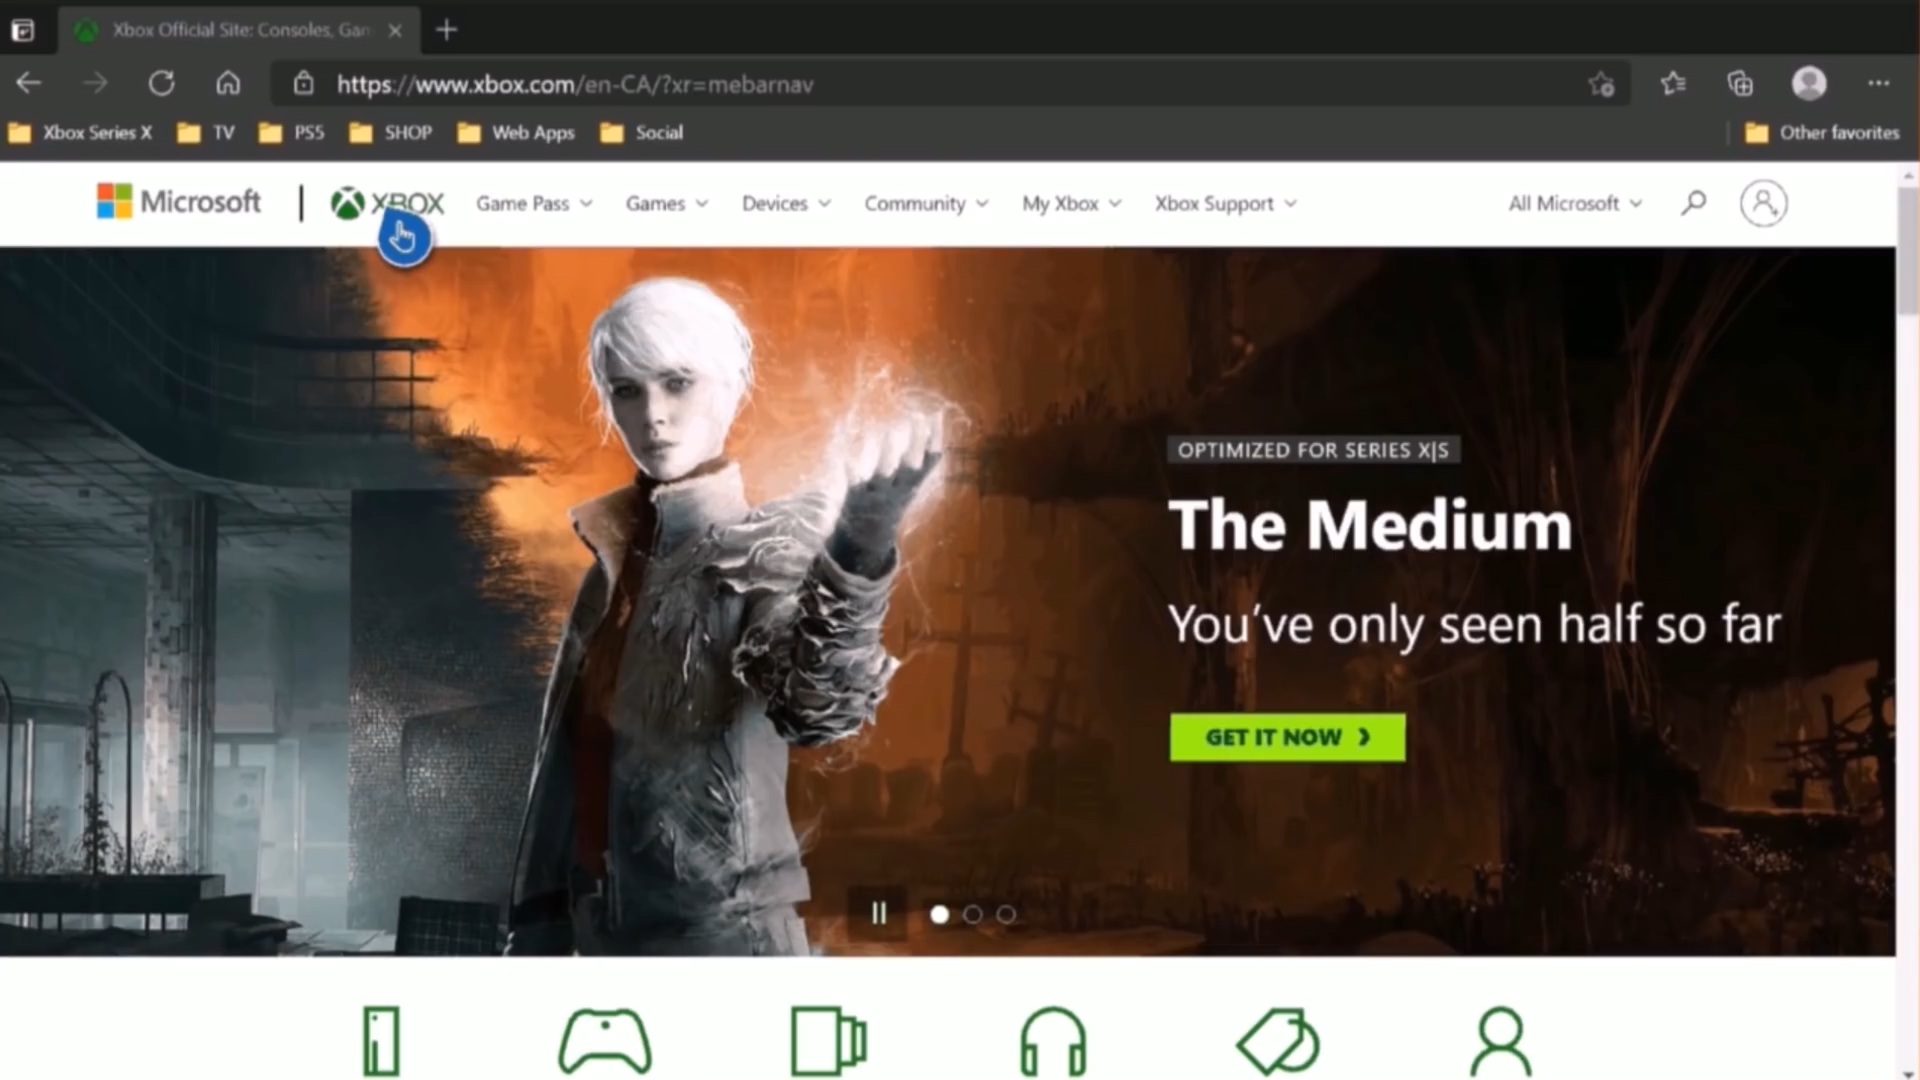 Xbox Official Site: Consoles, Gam
https://www.xbox.com/en-CA/?xr=mebarnav
Xbox Series X TV PS5 SHOP Web Apps Social Other favorites
Microsoft XBOX Game Pass Games Devices Community My Xbox Xbox Support All Microsoft
OPTIMIZED FOR SERIES X|S
The Medium
You've only seen half so far
GET IT NOW